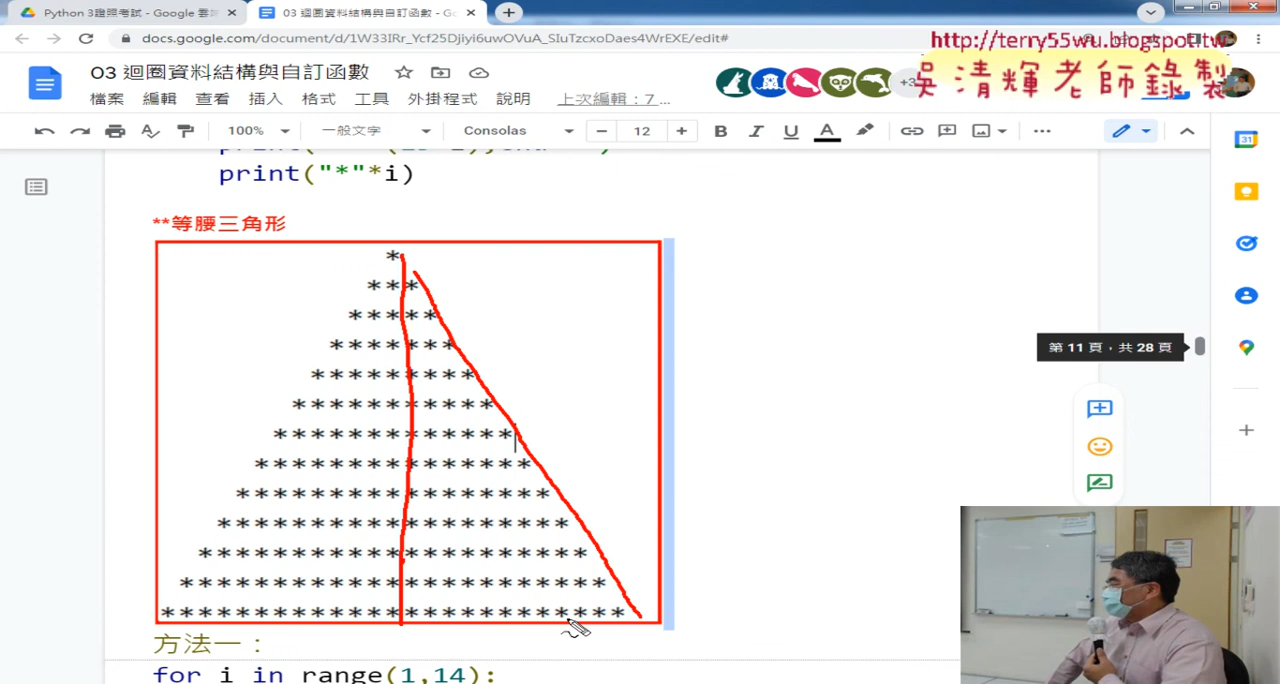 Python 3證照考試 - Google 雲端
03 迴圈資料結構與自訂函數 - Go
docs.google.com/document/d/1W33IRr_Ycf25Djiyi6uwOVuA_SIuTzcxoDaes4WrEXE/edit#
http://terry55wu.blogspot.tw
吳清輝老師錄製
03 迴圈資料結構與自訂函數
+3
檔案 編輯 查看 插入 格式 工具 外掛程式 說明 上次編輯：7 ...
100% 一般文字 Consolas 12 B I U A
31
print("*"*i)
**等腰三角形
*
***
*****
*******
*********
***********
*************
***************
*****************
*******************
*********************
***********************
*************************
第 11 頁，共 28 頁
方法一：
for i in range(1,14):